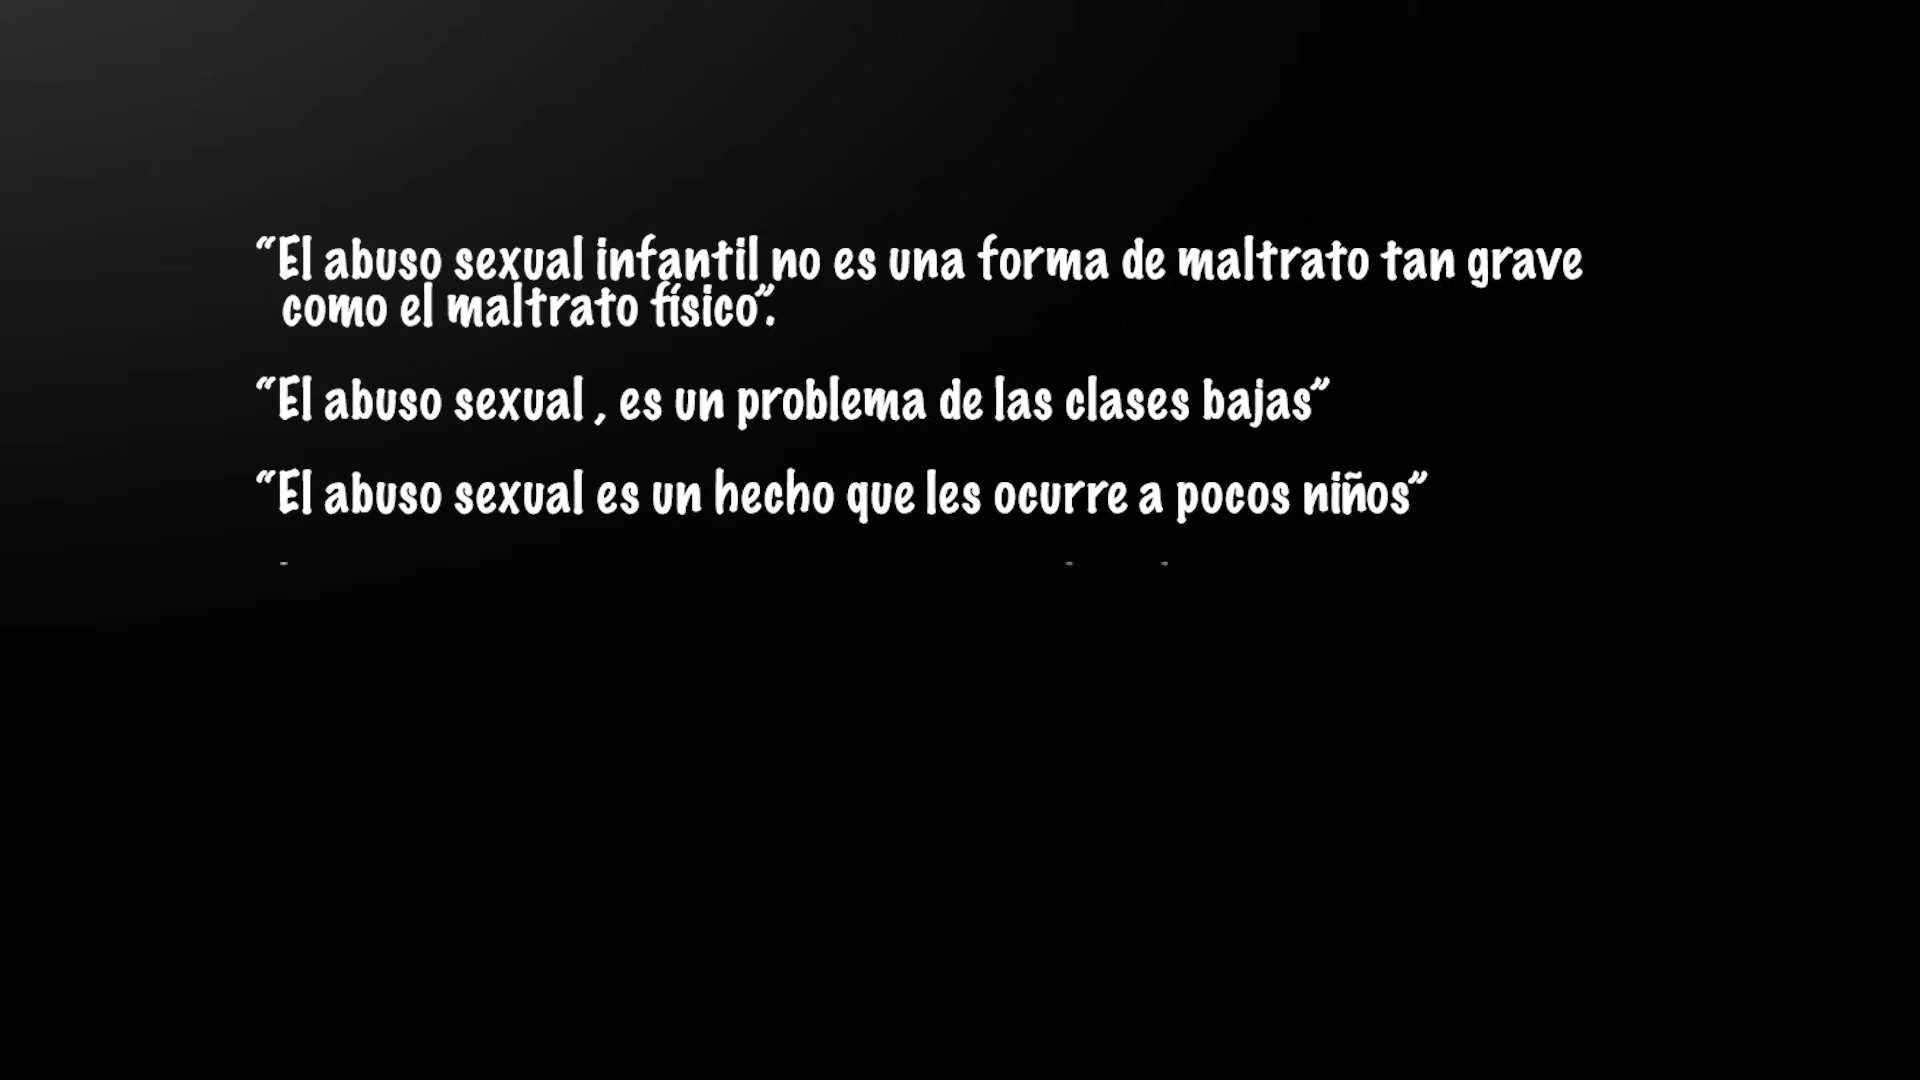 “El abuso sexual infantil no es una forma de maltrato tan grave
como el maltrato físico”.
“El abuso sexual , es un problema de las clases bajas”
“El abuso sexual es un hecho que les ocurre a pocos niños”